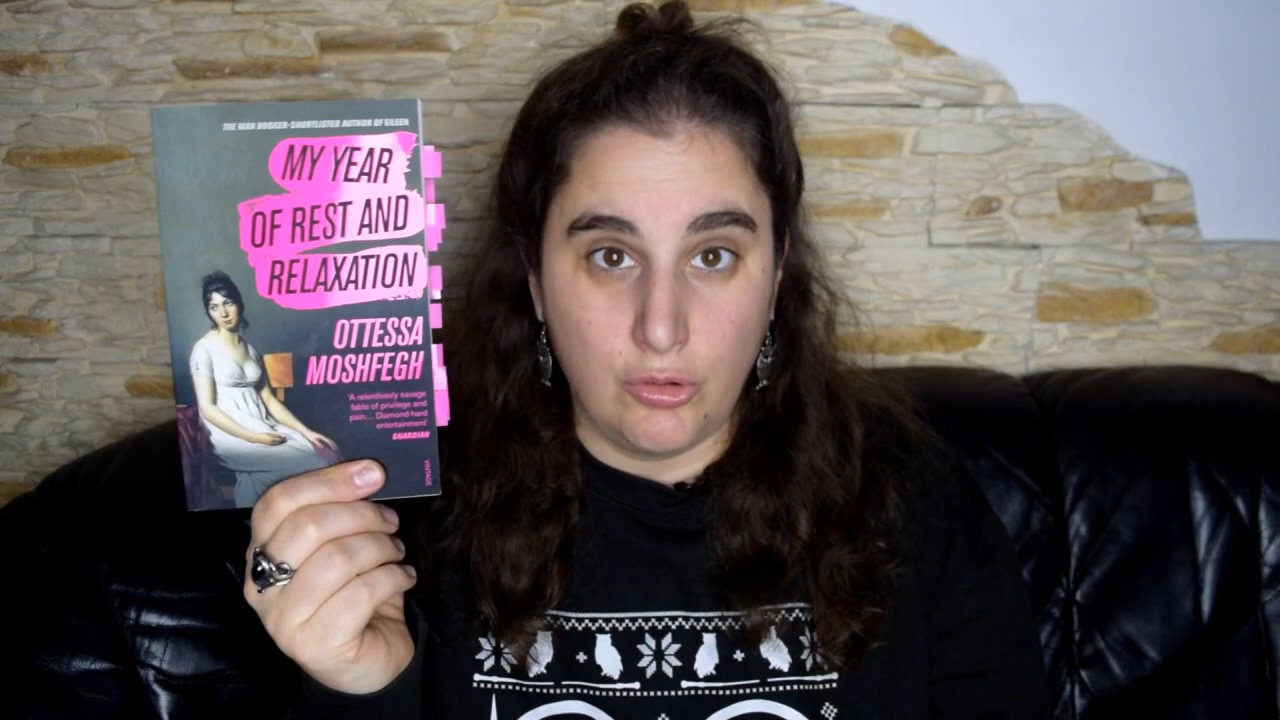 THE MAN BOOKER-SHORTLISTED AUTHOR OF EILEEN
MY YEAR
OF REST AND
RELAXATION
OTTESSA
MOSHFEGH
'A relentlessly savage
fable of privilege and
pain... Diamond-hard
entertainment'
GUARDIAN
VINTAGE